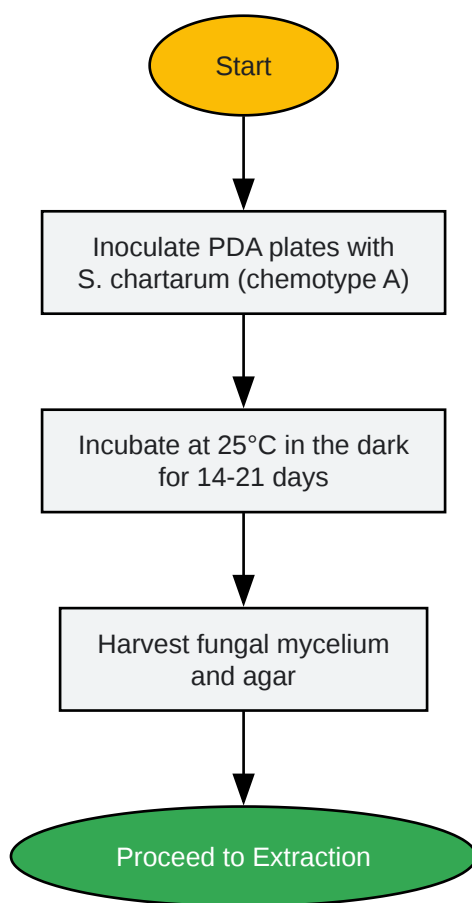 Start
Inoculate PDA plates with
S. chartarum (chemotype A)
Incubate at 25°C in the dark
for 14-21 days
Harvest fungal mycelium
and agar
Proceed to Extraction